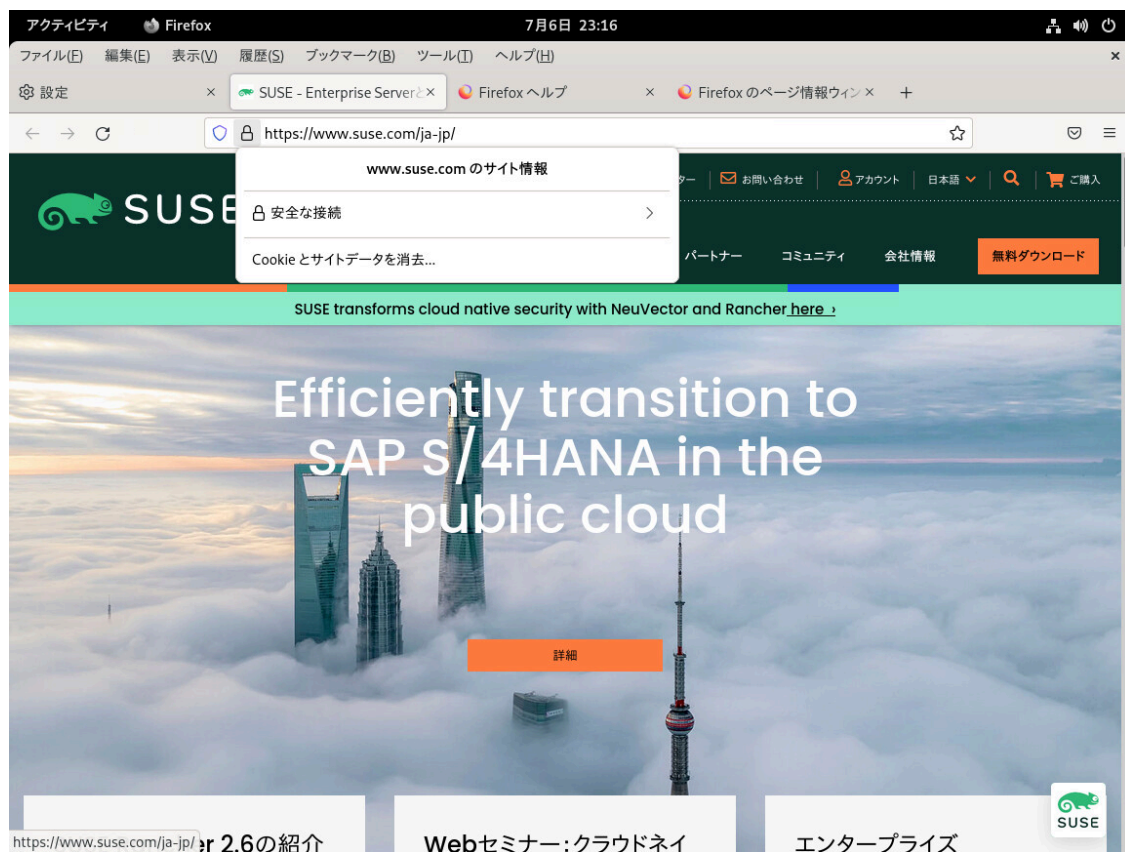 アクティビティ Firefox 7月6日 23:16
ファイル(F) 編集(E) 表示(V) 履歴(S) ブックマーク(B) ツール(T) ヘルプ(H) ×
設定 × SUSE - Enterprise Server × Firefox ヘルプ × Firefox のページ情報ウィン × +
https://www.suse.com/ja-jp/
www.suse.com のサイト情報
安全な接続
Cookie とサイトデータを消去...
ター お問い合わせ アカウント 日本語 ご購入
SUSE
パートナー コミュニティ 会社情報 無料ダウンロード
SUSE transforms cloud native security with NeuVector and Rancher here ›
Efficiently transition to
SAP S/4HANA in the
public cloud
詳細
SUSE
https://www.suse.com/ja-jp/
er 2.6の紹介 Webセミナー:クラウドネイ エンタープライズ